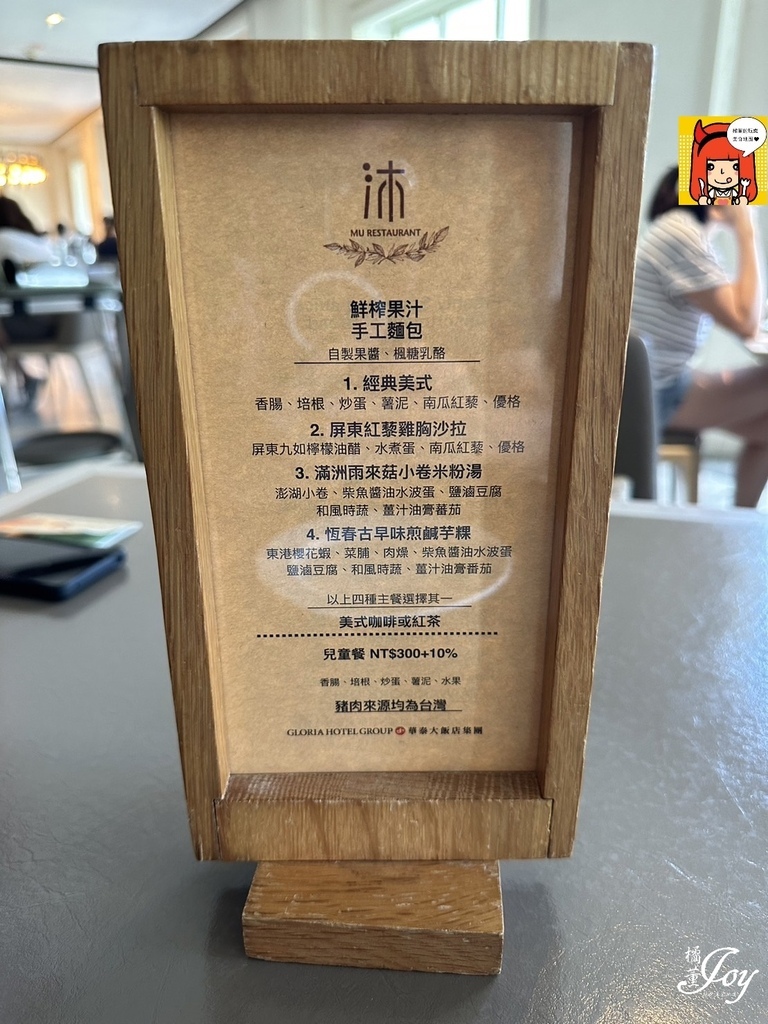 沐
MU RESTAURANT
鮮榨果汁
手工麵包
自製果醬、楓糖乳酪
1. 經典美式
香腸、培根、炒蛋、薯泥、南瓜紅藜、優格
2. 屏東紅藜雞胸沙拉
屏東九如檸檬油醋、水煮蛋、南瓜紅藜、優格
3. 滿洲雨來菇小卷米粉湯
澎湖小卷、柴魚醬油水波蛋、鹽滷豆腐
和風時蔬、薑汁油膏蕃茄
4. 恆春古早味煎鹹芋粿
東港櫻花蝦、菜脯、肉燥、柴魚醬油水波蛋
鹽滷豆腐、和風時蔬、薑汁油膏番茄
以上四種主餐選擇其一
美式咖啡或紅茶
兒童餐 NT$300+10%
香腸、培根、炒蛋、薯泥、水果
豬肉來源均為台灣
GLORIA HOTEL GROUP 華泰大飯店集團
橘薰 Joy